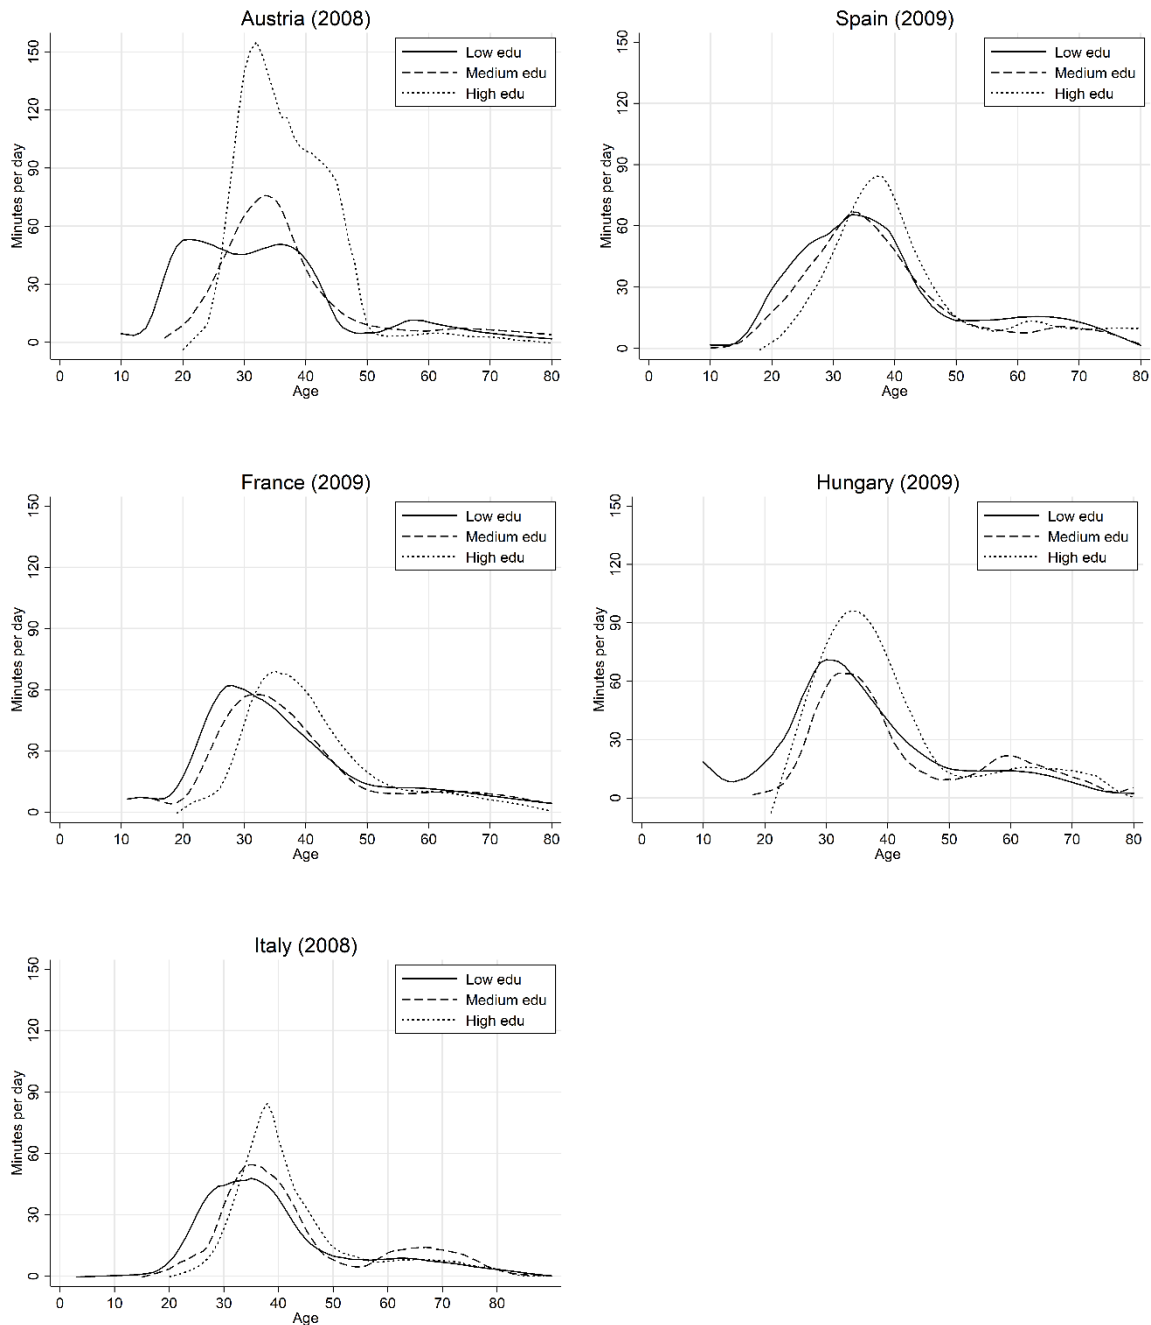 Austria (2008)
Low edu
Medium edu
High edu
Minutes per day
0 30 60 90 120 150
0 10 20 30 40 50 60 70 80
Age
Spain (2009)
Low edu
Medium edu
High edu
Minutes per day
0 30 60 90 120 150
0 10 20 30 40 50 60 70 80
Age
France (2009)
Low edu
Medium edu
High edu
Minutes per day
0 30 60 90 120 150
0 10 20 30 40 50 60 70 80
Age
Hungary (2009)
Low edu
Medium edu
High edu
Minutes per day
0 30 60 90 120 150
0 10 20 30 40 50 60 70 80
Age
Italy (2008)
Low edu
Medium edu
High edu
Minutes per day
0 30 60 90 120 150
0 10 20 30 40 50 60 70 80
Age